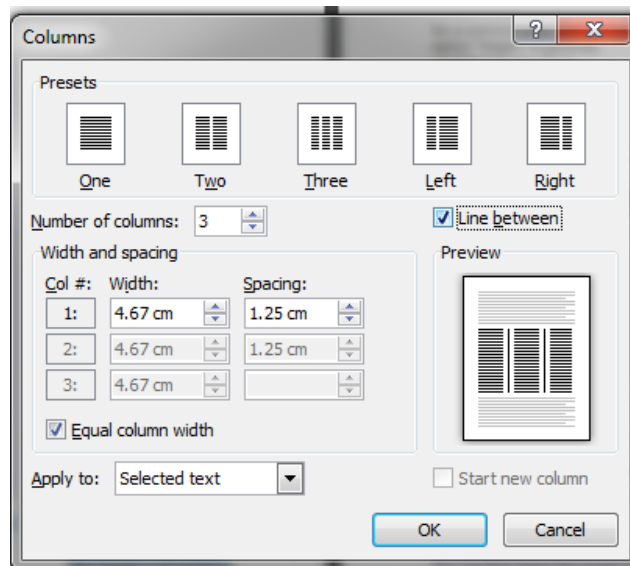 Columns
Presets
One Two Three Left Right
Number of columns: 3
Line between
Width and spacing
Col #: Width: Spacing:
1: 4.67 cm 1.25 cm
2: 4.67 cm 1.25 cm
3: 4.67 cm
Equal column width
Preview
Apply to: Selected text
Start new column
OK Cancel